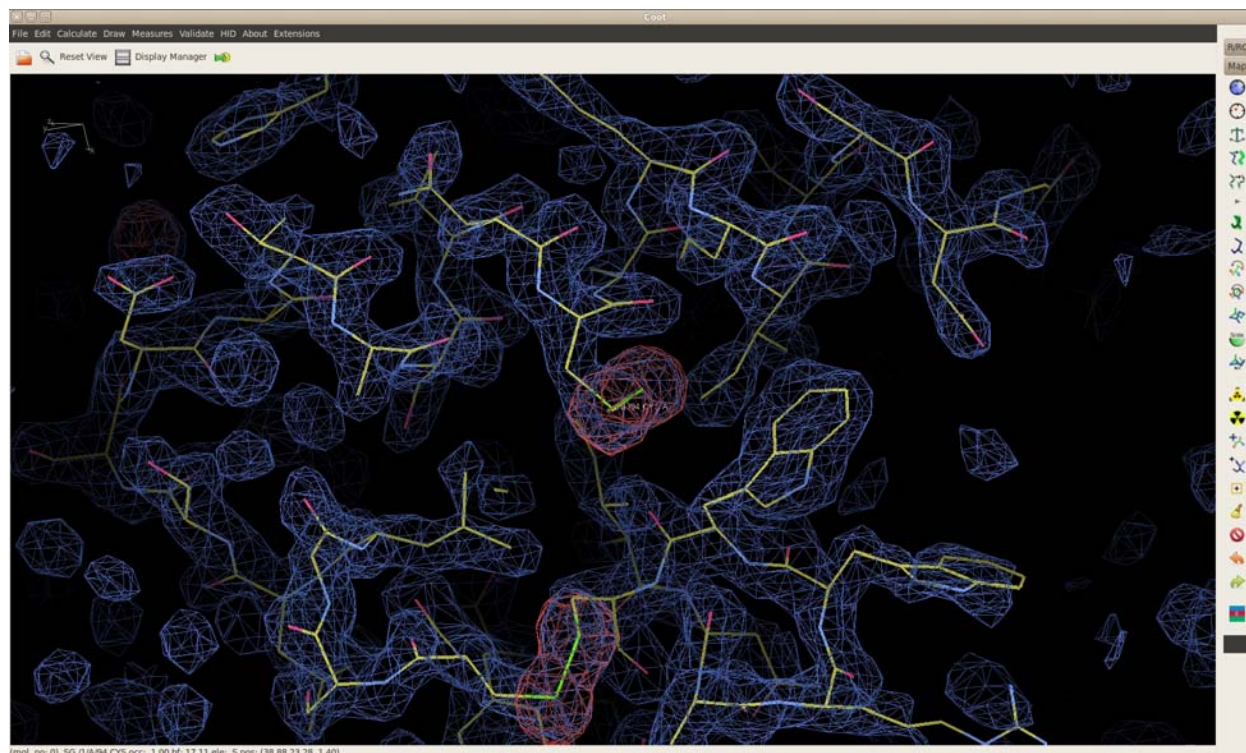 Coot
File Edit Calculate Draw Measures Validate HID About Extensions
Reset View Display Manager
R/RC
Map